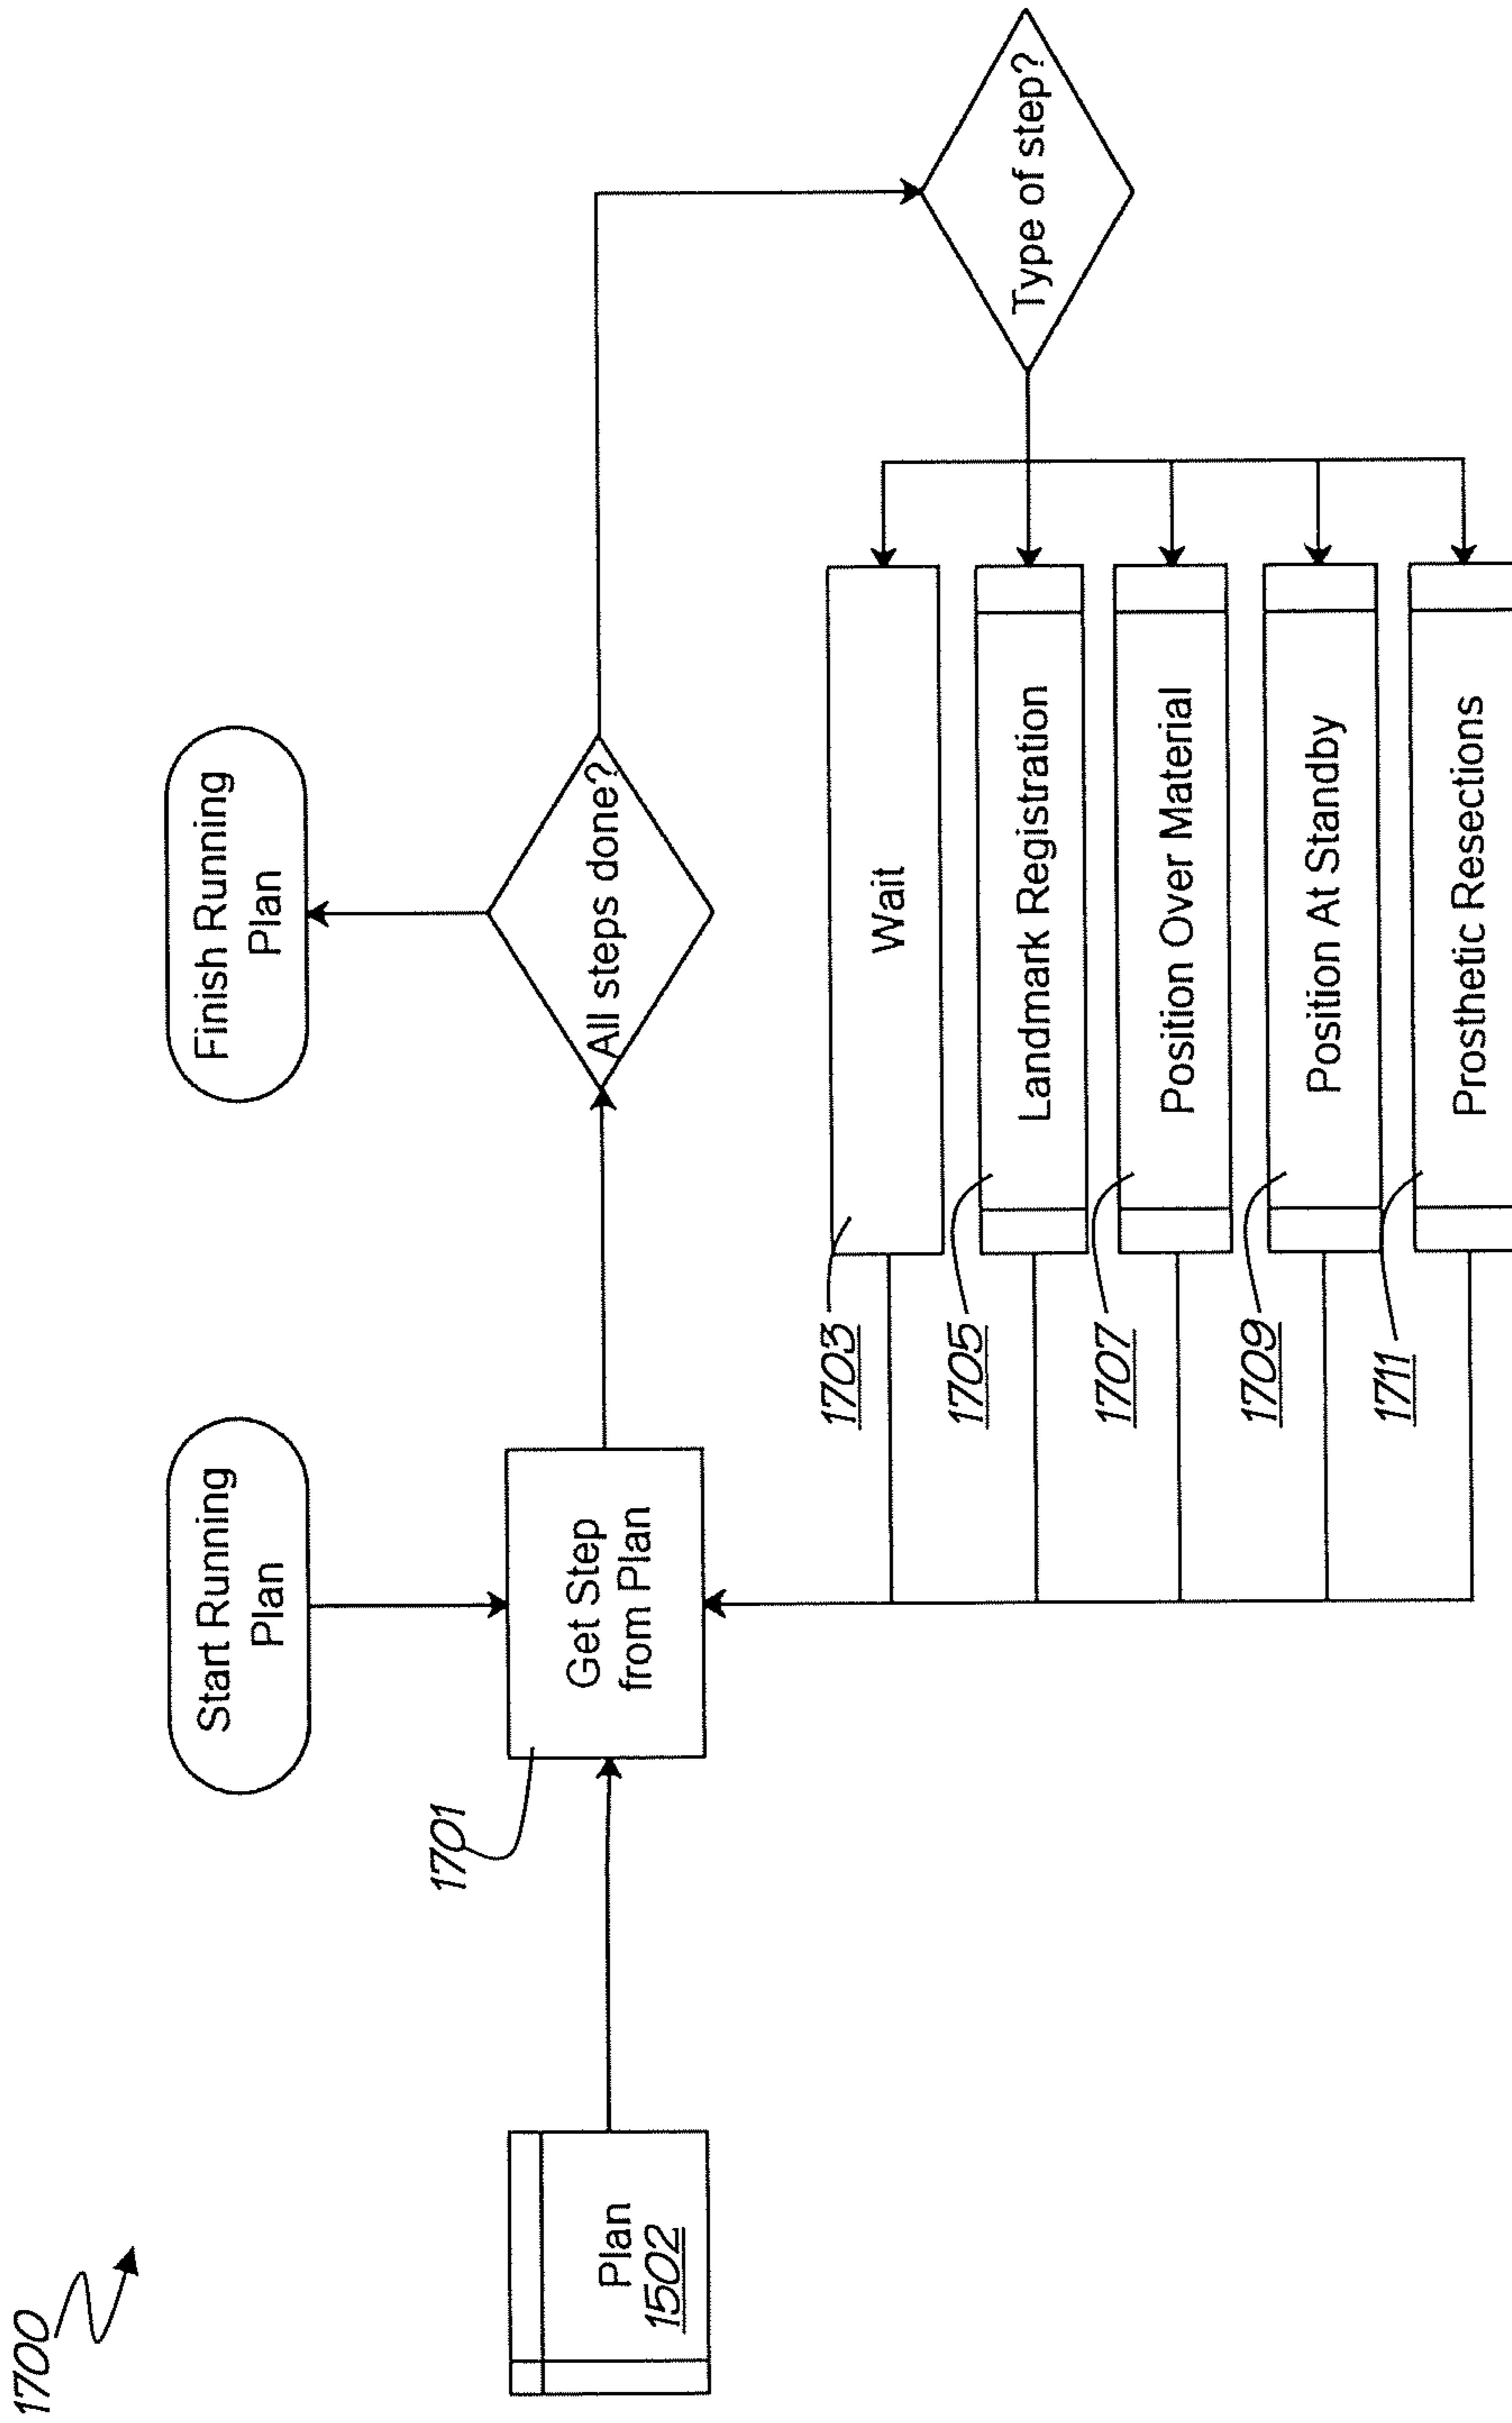 1700
Start Running
Plan
Finish Running
Plan
1701
Plan
1502
Get Step
from Plan
All steps done?
Type of step?
1703
Wait
1705
Landmark Registration
1707
Position Over Material
1709
Position At Standby
1711
Prosthetic Resections